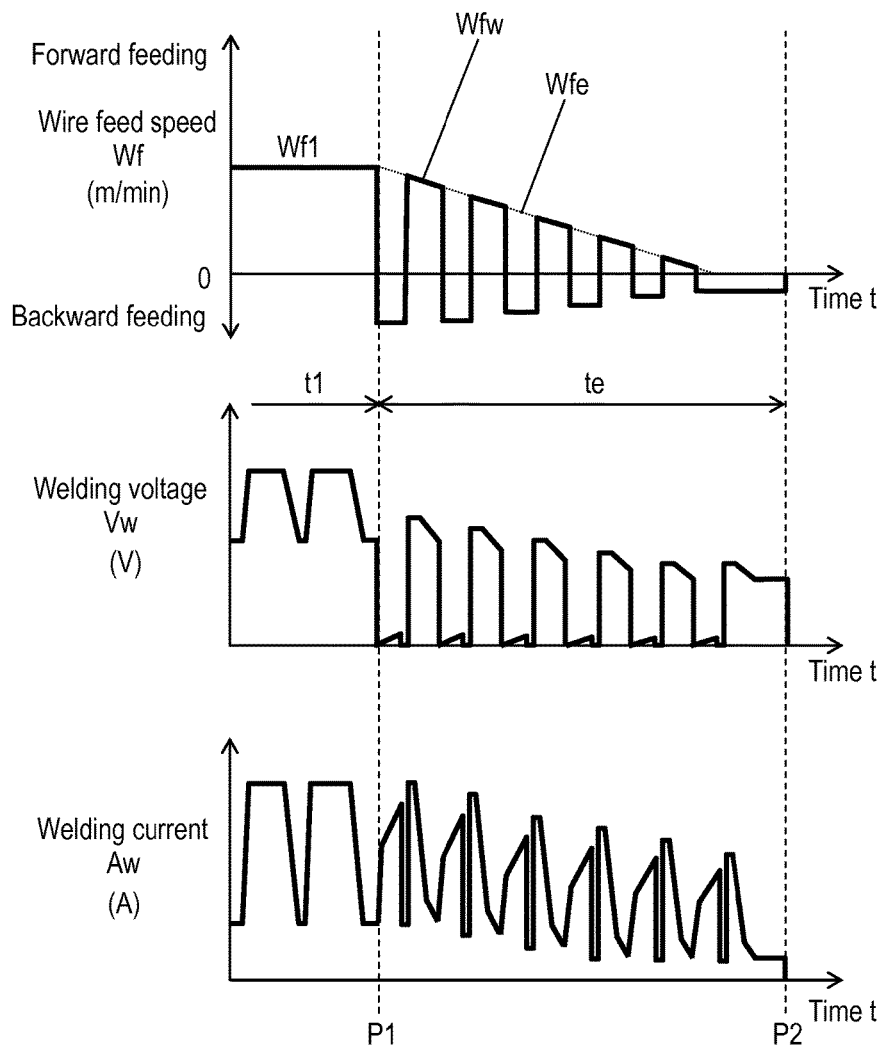 Wfw
Forward feeding
Wfe
Wire feed speed
Wf
(m/min)
Wf1
0
Time t
Backward feeding
t1
te
Welding voltage
Vw
(V)
Time t
Welding current
Aw
(A)
Time t
P1
P2